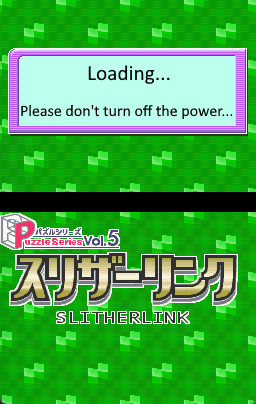 Loading...
Please don't turn off the power...
パズルシリーズ
Puzzle Series Vol.5
スリザーリンク
SLITHERLINK